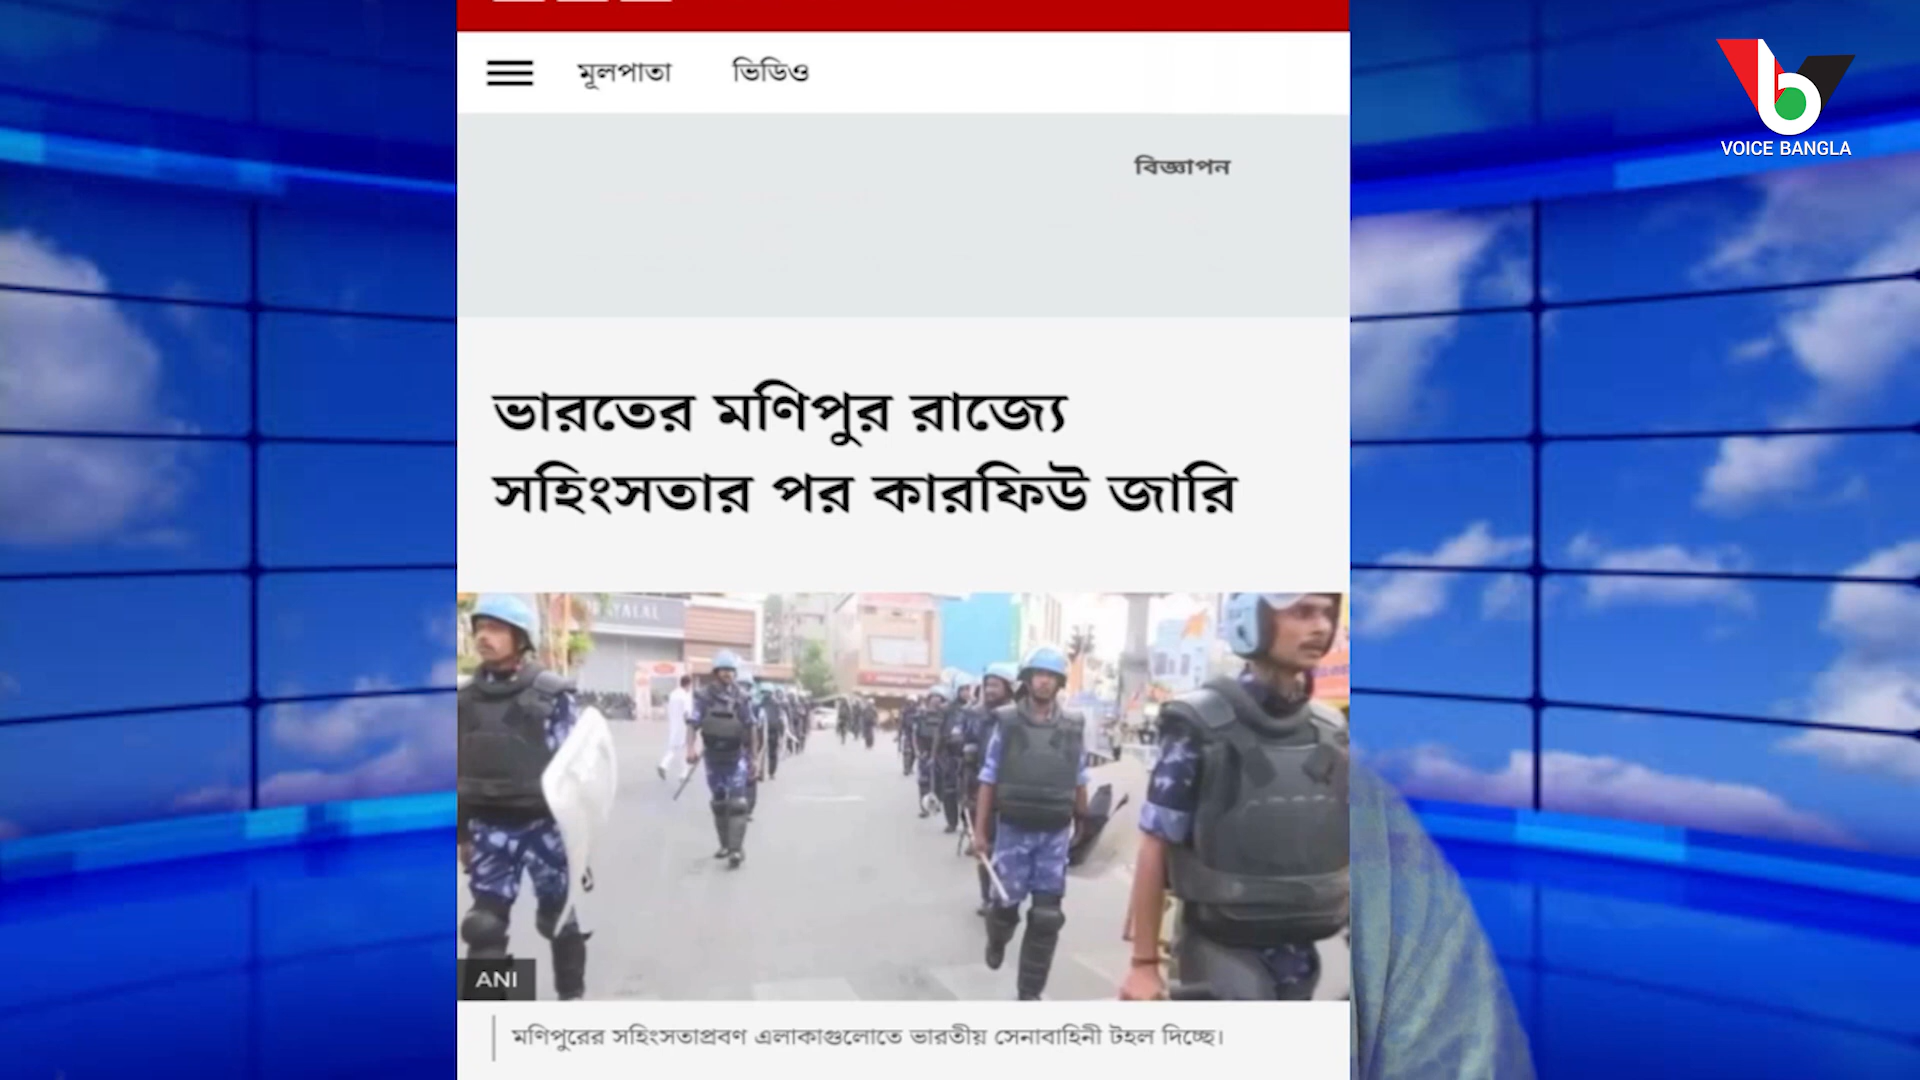 মূলপাতা ভিডিও
VOICE BANGLA
বিজ্ঞাপন
ভারতের মণিপুর রাজ্যে
সহিংসতার পর কারফিউ জারি
ANI
মণিপুরের সহিংসতাপ্রবণ এলাকাগুলোতে ভারতীয় সেনাবাহিনী টহল দিচ্ছে।